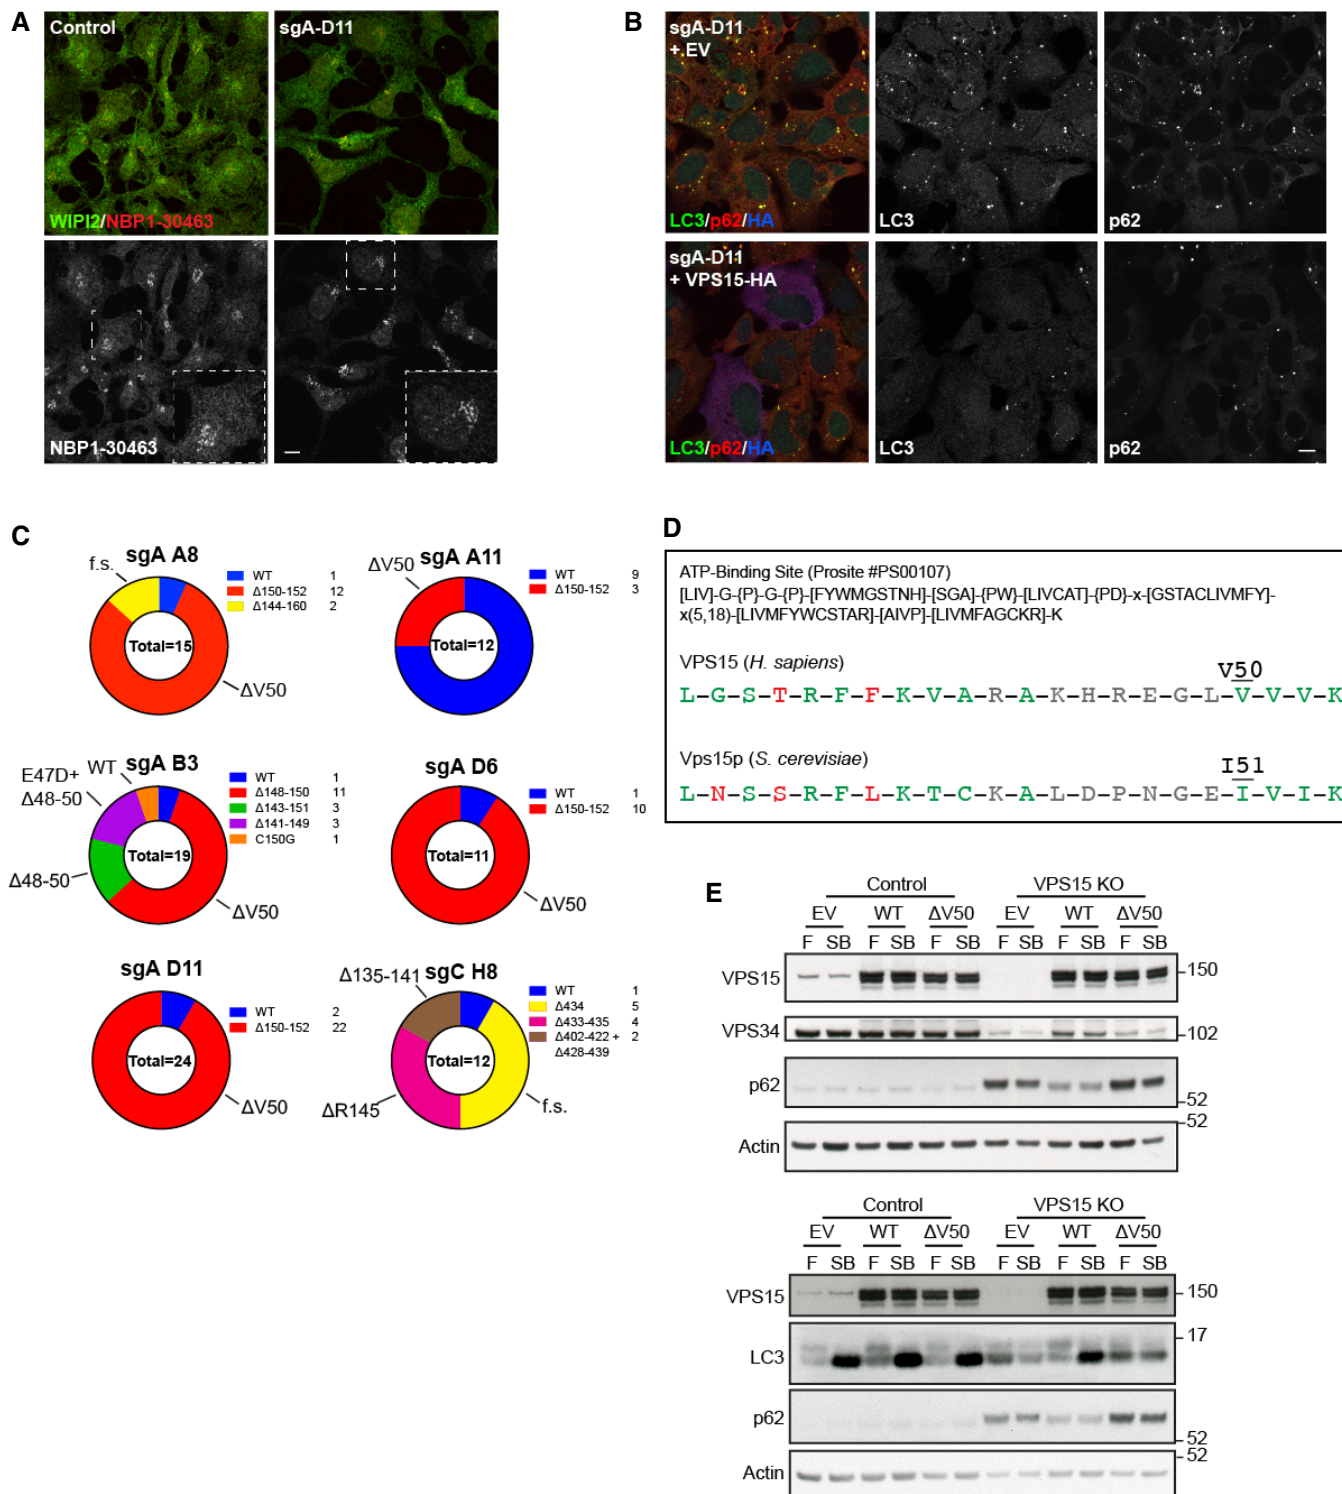 A
Control
sgA-D11
WIPI2/NBP1-30463
NBP1-30463
B
sgA-D11
+ EV
LC3/p62/HA
LC3
p62
sgA-D11
+ VPS15-HA
LC3/p62/HA
LC3
p62
C
sgA A8
f.s.
WT 1
Δ150-152 12
Δ144-160 2
Total=15
ΔV50
sgA A11
ΔV50
WT 9
Δ150-152 3
Total=12
sgA B3
E47D+
Δ48-50
WT
WT 1
Δ148-150 11
Δ143-151 3
Δ141-149 3
C150G 1
Total=19
Δ48-50
ΔV50
sgA D6
WT 1
Δ150-152 10
Total=11
ΔV50
sgA D11
WT 2
Δ150-152 22
Total=24
ΔV50
sgC H8
Δ135-141
WT 1
Δ434 5
Δ433-435 4
Δ402-422 + 2
Δ428-439
Total=12
ΔR145
f.s.
D
ATP-Binding Site (Prosite #PS00107)
[LIV]-G-{P}-G-{P}-[FYWMGSTNH]-[SGA]-{PW}-[LIVCAT]-{PD}-x-[GSTACLIVMFY]-
x(5,18)-[LIVMFYWCSTAR]-[AIVP]-[LIVMFAGCKR]-K
VPS15 (H. sapiens)
V50
L-G-S-T-R-F-F-K-V-A-R-A-K-H-R-E-G-L-V-V-V-K
Vps15p (S. cerevisiae)
I51
L-N-S-S-R-F-L-K-T-C-K-A-L-D-P-N-G-E-I-V-I-K
E
Control VPS15 KO
EV WT ΔV50 EV WT ΔV50
F SB F SB F SB F SB F SB F SB
VPS15 150
VPS34 102
p62 52
52
Actin
Control VPS15 KO
EV WT ΔV50 EV WT ΔV50
F SB F SB F SB F SB F SB F SB
VPS15 150
17
LC3
p62 52
52
Actin